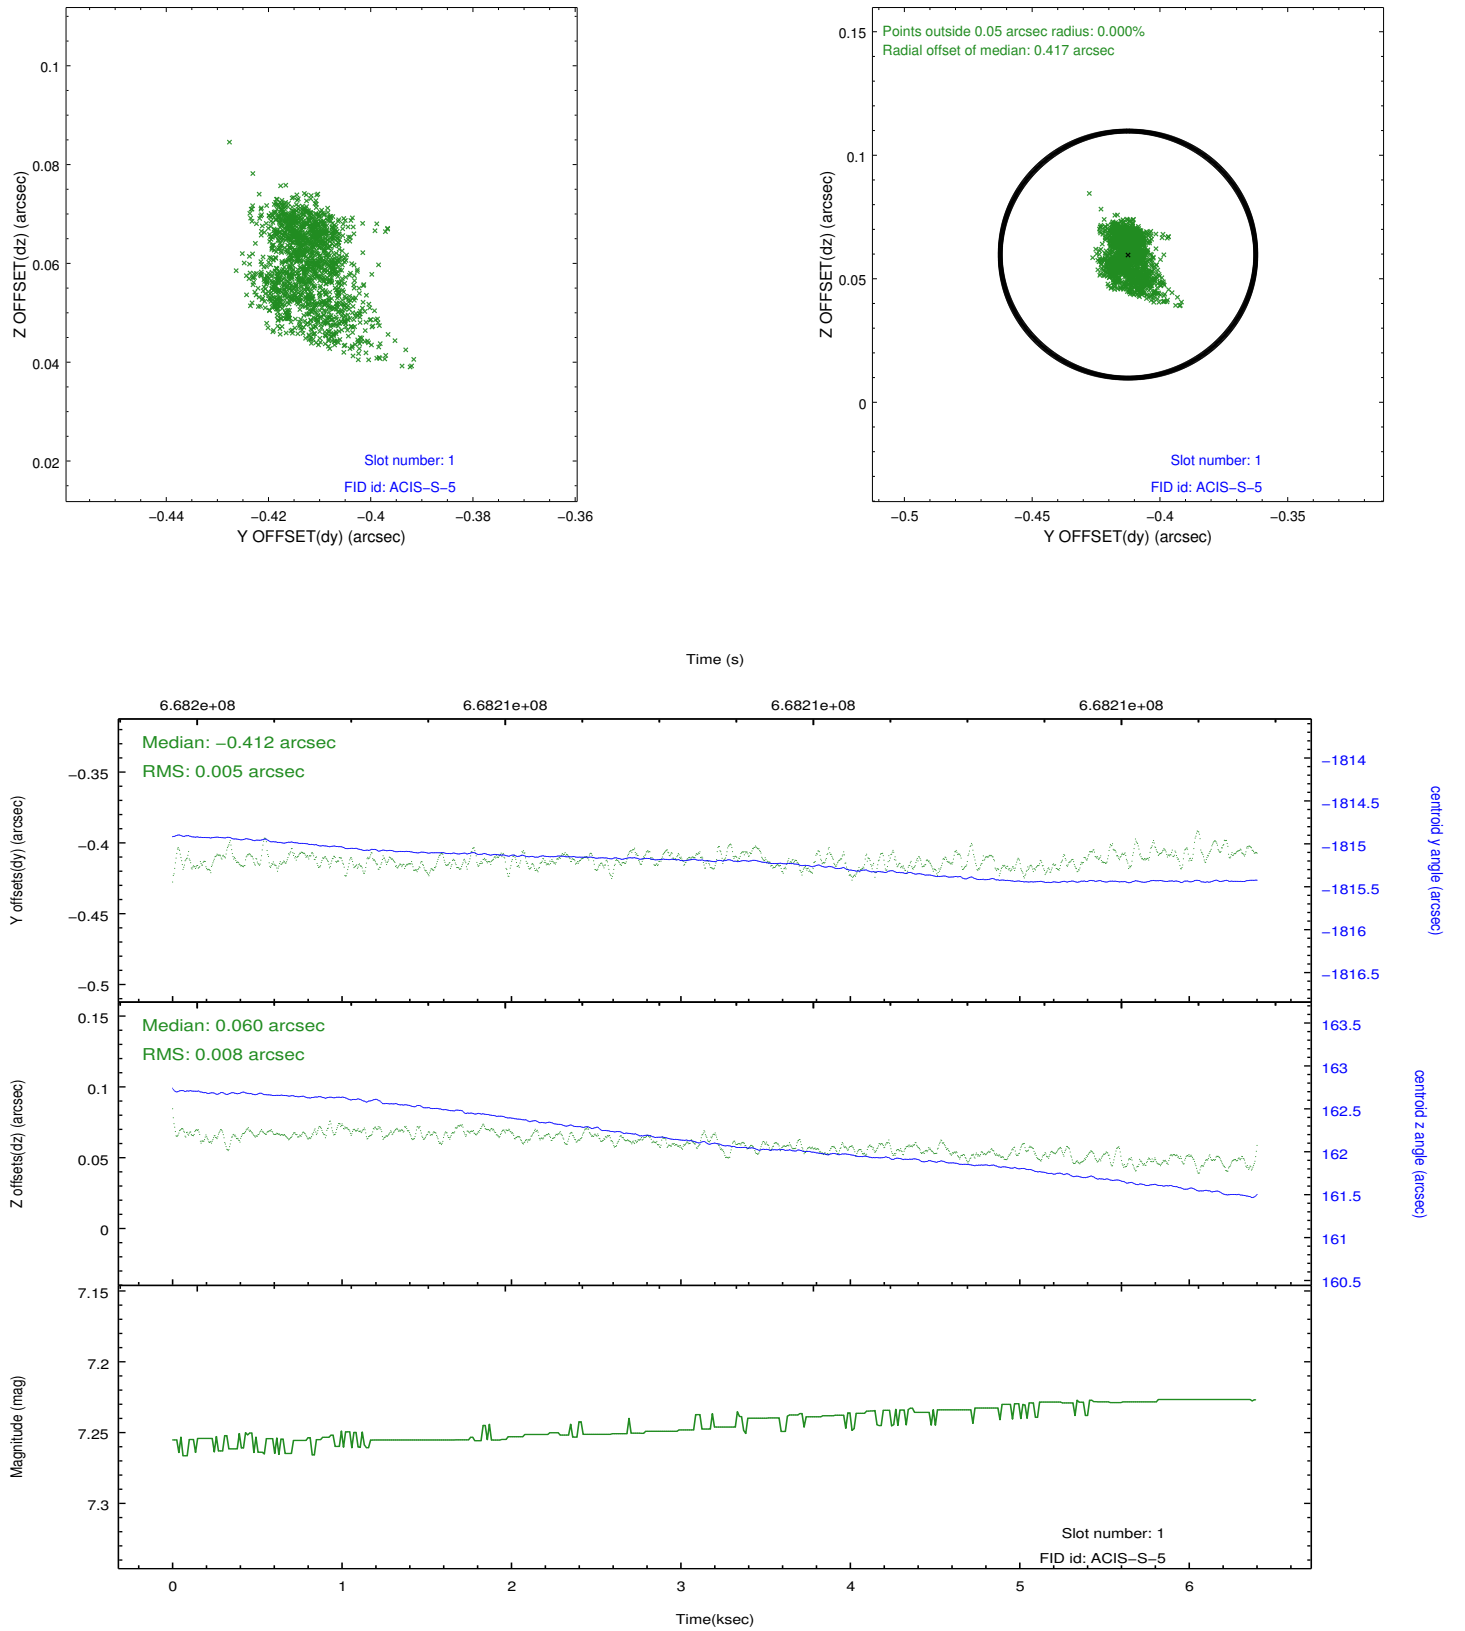 0.1
0.08
0.06
0.04
0.02
Z OFFSET(dz) (arcsec)
Slot number: 1
FID id: ACIS−S−5
−0.44 −0.42 −0.4 −0.38 −0.36
Y OFFSET(dy) (arcsec)
Points outside 0.05 arcsec radius: 0.000%
Radial offset of median: 0.417 arcsec
0.15
0.1
0.05
0
Z OFFSET(dz) (arcsec)
Slot number: 1
FID id: ACIS−S−5
−0.5 −0.45 −0.4 −0.35
Y OFFSET(dy) (arcsec)
Time (s)
6.682e+08 6.6821e+08 6.6821e+08 6.6821e+08
Median: −0.412 arcsec
RMS: 0.005 arcsec
−0.35
−0.4
−0.45
−0.5
Y offsets(dy) (arcsec)
−1814
−1814.5
−1815
−1815.5
−1816
−1816.5
centroid y angle (arcsec)
Median: 0.060 arcsec
RMS: 0.008 arcsec
0.15
0.1
0.05
0
Z offsets(dz) (arcsec)
163.5
163
162.5
162
161.5
161
160.5
centroid z angle (arcsec)
7.15
7.2
7.25
7.3
Magnitude (mag)
Slot number: 1
FID id: ACIS−S−5
0 1 2 3 4 5 6
Time(ksec)